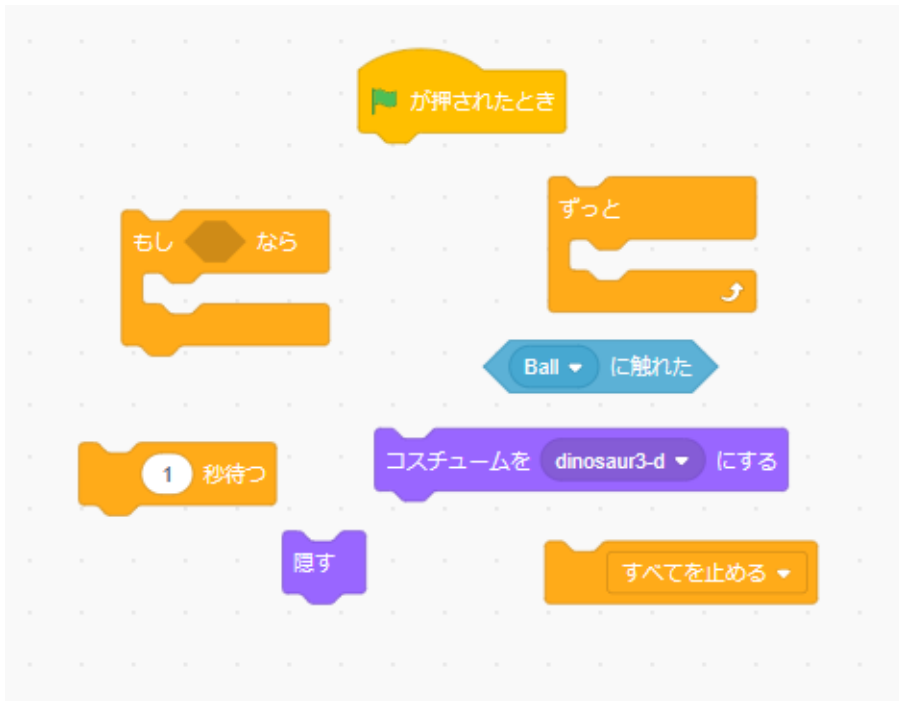 が押されたとき
ずっと
もし なら
Ball に触れた
コスチュームを dinosaur3-d にする
1 秒待つ
隠す
すべてを止める